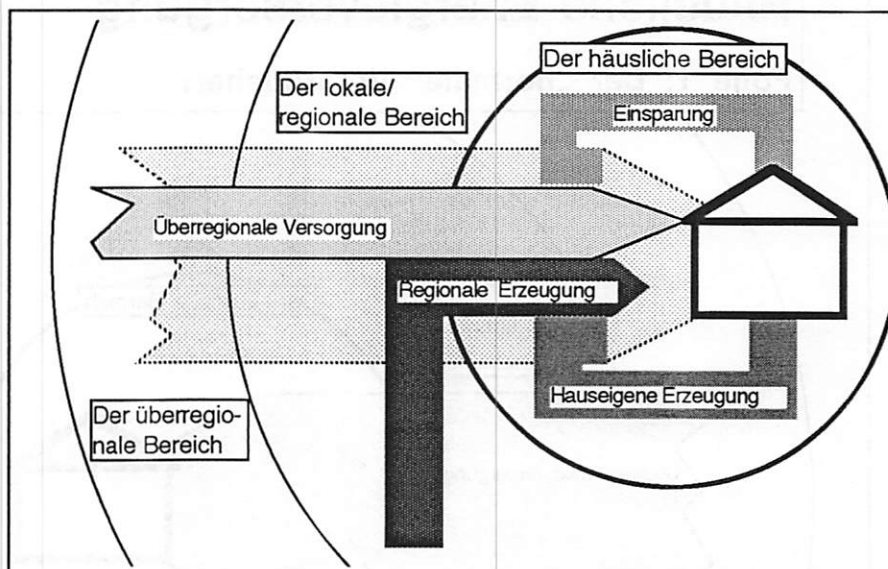 Der häusliche Bereich
Der lokale/
regionale Bereich
Einsparung
Überregionale Versorgung
Regionale Erzeugung
Hauseigene Erzeugung
Der überregio-
nale Bereich